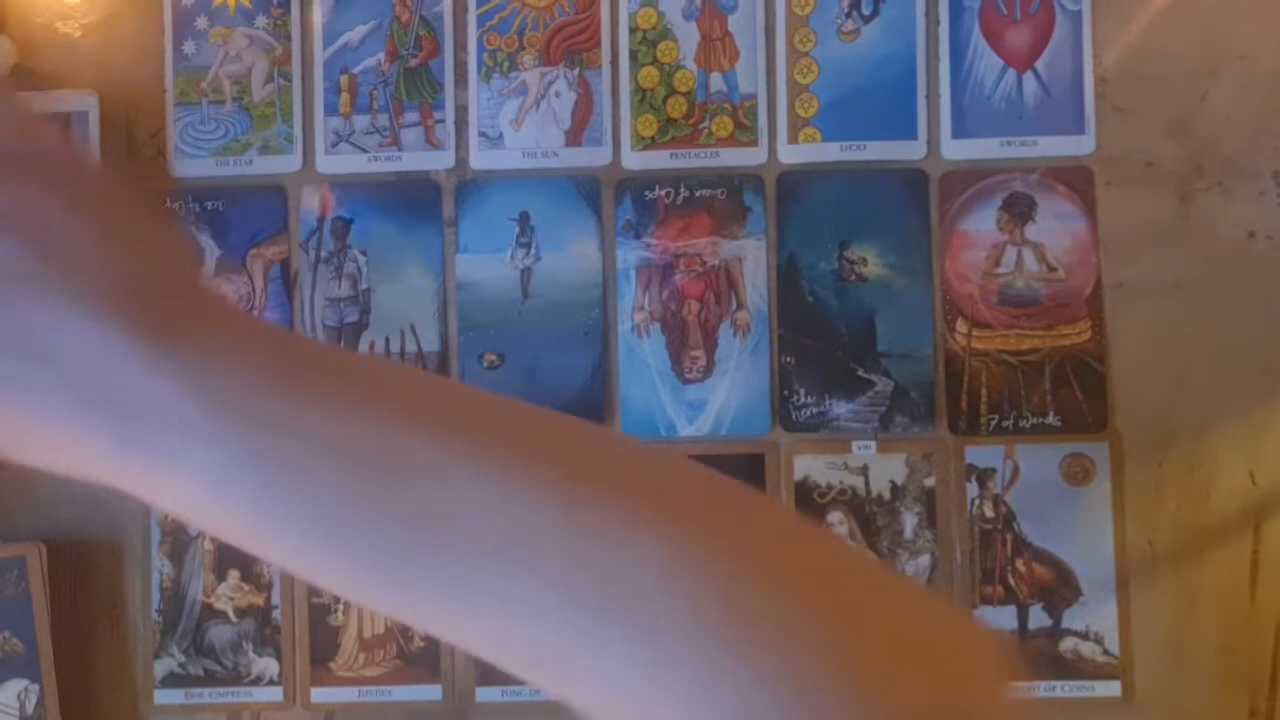 THE STAR
SWORDS
THE SUN
PENTACLES
SWORDS
Queen of Cups
"the
hermit"
7 of Wands
VIII
THE EMPRESS
JUSTICE
KING OF
OF COINS